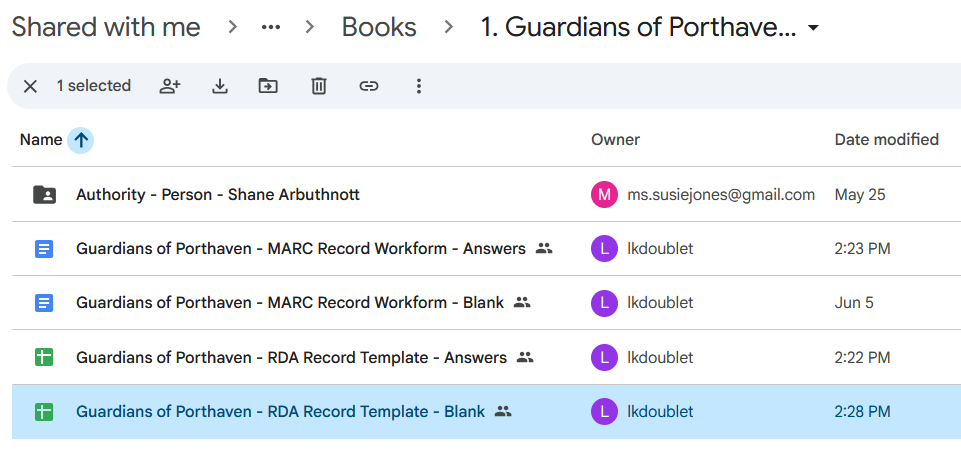 Shared with me > ... > Books > 1. Guardians of Porthave...
1 selected
Name Owner Date modified
Authority - Person - Shane Arbuthnott M ms.susiejones@gmail.com May 25
Guardians of Porthaven - MARC Record Workform - Answers L lkdoublet 2:23 PM
Guardians of Porthaven - MARC Record Workform - Blank L lkdoublet Jun 5
Guardians of Porthaven - RDA Record Template - Answers L lkdoublet 2:22 PM
Guardians of Porthaven - RDA Record Template - Blank L lkdoublet 2:28 PM